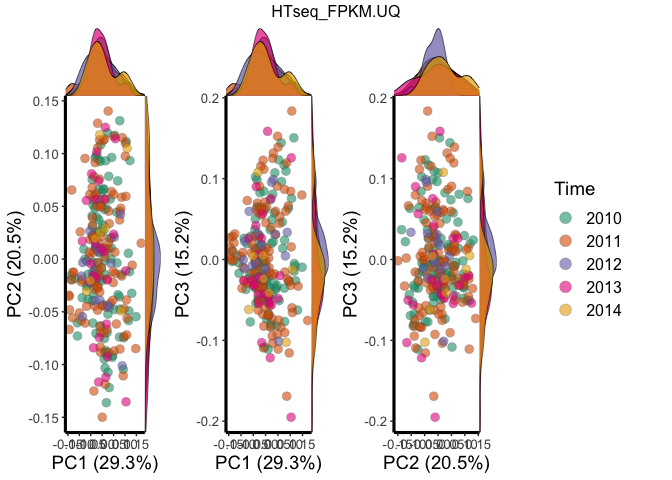 HTseq_FPKM.UQ
0.15
0.10
0.05
0.00
-0.05
-0.10
-0.15
PC2 (20.5%)
PC1 (29.3%)
0.2
0.1
0.0
-0.1
-0.2
PC3 (15.2%)
PC1 (29.3%)
0.2
0.1
0.0
-0.1
-0.2
PC3 (15.2%)
PC2 (20.5%)
Time
2010
2011
2012
2013
2014